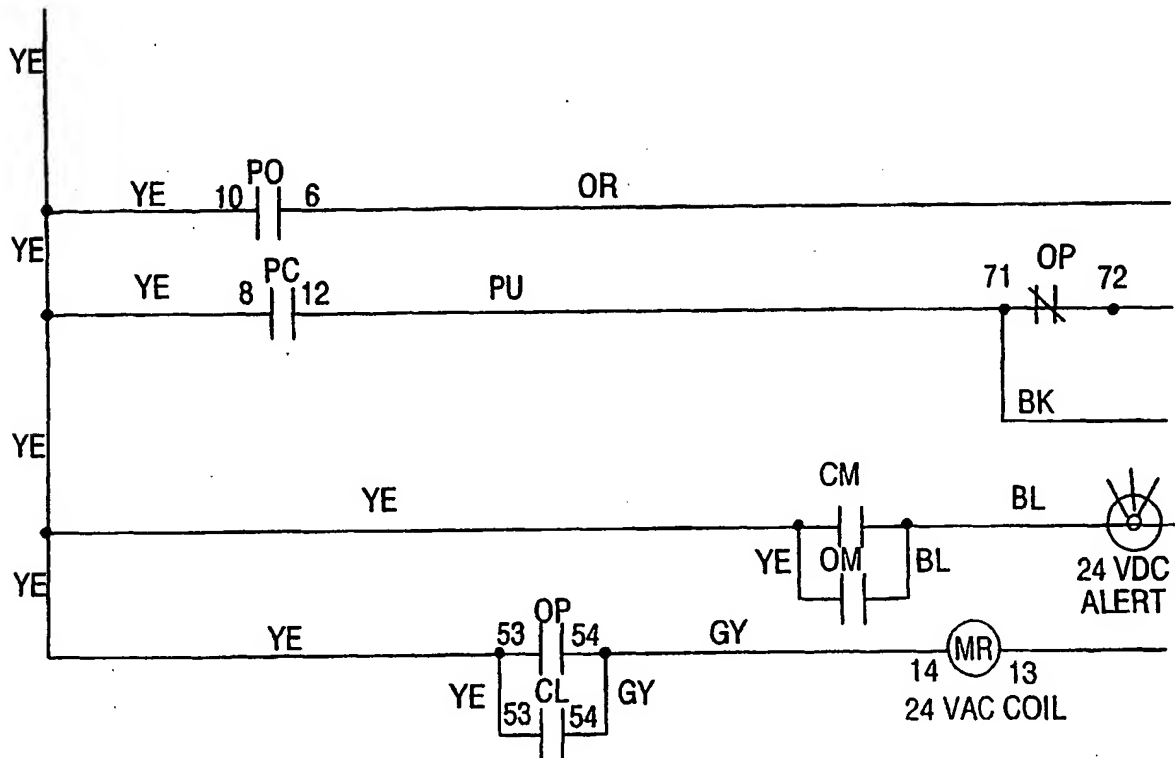 YE
PO
YE 10 6 OR
YE
PC
YE 8 12 PU 71 OP 72
BK
YE
YE CM BL
YE OM BL
24 VDC
ALERT
YE
OP
YE 53 54 GY
14 MR 13
YE CL GY
53 54
24 VAC COIL